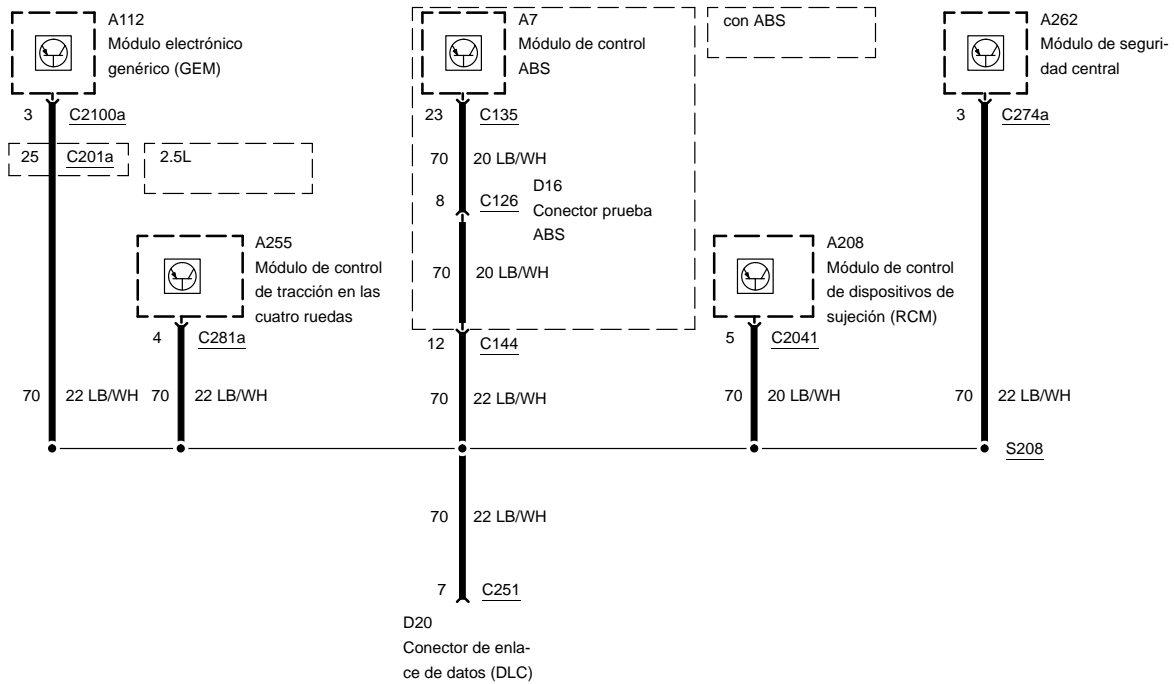 A112
Módulo electrónico
genérico (GEM)
3 C2100a
25 C201a
2.5L
A7
Módulo de control
ABS
con ABS
23 C135
70 20 LB/WH
8 C126
D16
Conector prueba
ABS
70 20 LB/WH
12 C144
A262
Módulo de seguri-
dad central
3 C274a
A255
Módulo de control
de tracción en las
cuatro ruedas
4 C281a
A208
Módulo de control
de dispositivos de
sujeción (RCM)
5 C2041
70 22 LB/WH 70 22 LB/WH 70 22 LB/WH 70 20 LB/WH 70 22 LB/WH
S208
70 22 LB/WH
7 C251
D20
Conector de enla-
ce de datos (DLC)